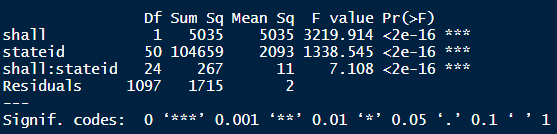 Df Sum Sq Mean Sq F value Pr(>F)
shall 1 5035 5035 3219.914 <2e-16 ***
stateid 50 104659 2093 1338.545 <2e-16 ***
shall:stateid 24 267 11 7.108 <2e-16 ***
Residuals 1097 1715 2
---
Signif. codes: 0 ‘***’ 0.001 ‘**’ 0.01 ‘*’ 0.05 ‘.’ 0.1 ‘ ’ 1